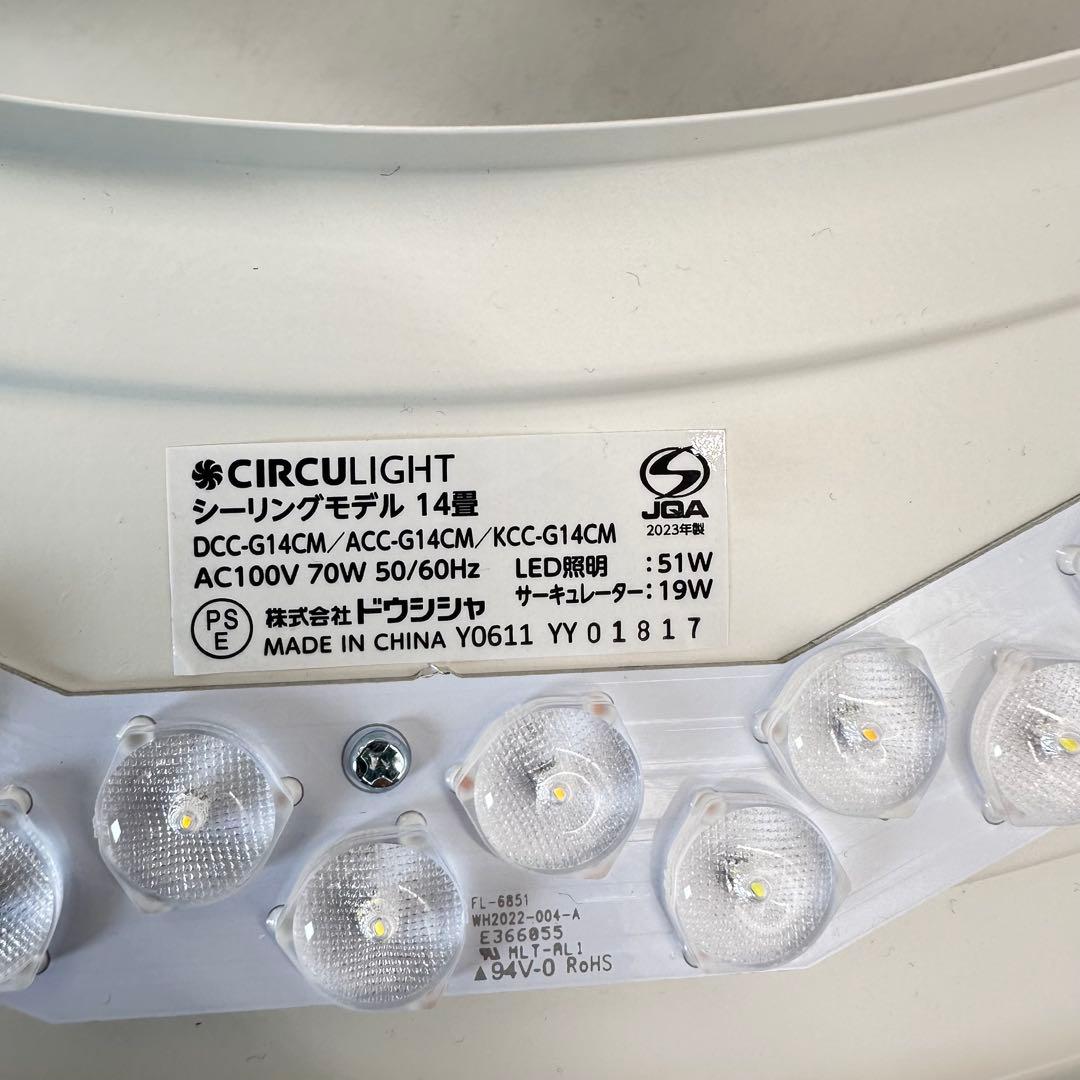 CIRCULIGHT
シーリングモデル 14畳
DCC-G14CM/ACC-G14CM/KCC-G14CM
AC100V 70W 50/60Hz
LED照明 :51W
サーキュレーター:19W
PS
E
株式会社ドウシシャ
MADE IN CHINA Y0611 YY 01817
JQA
2023年製
FL-6851
WH2022-004-A
E366055
MLT-AL1
▲94V-0 RoHS